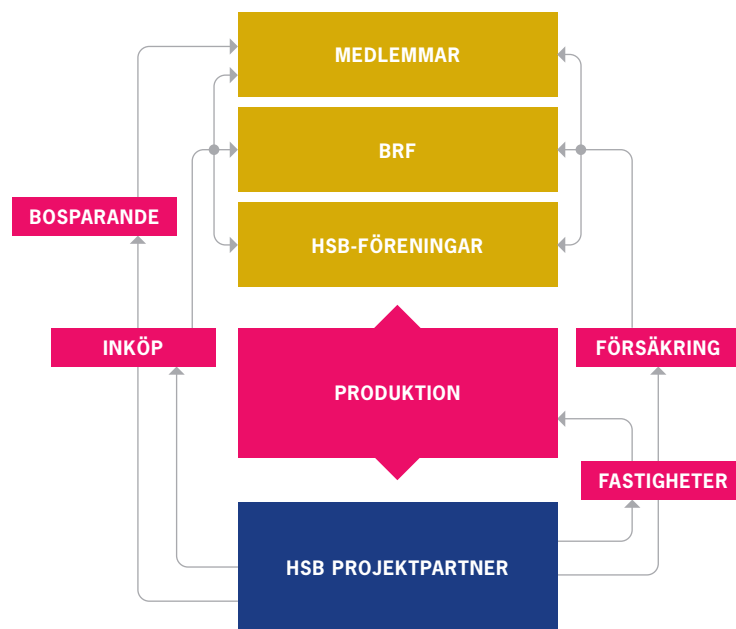 MEDLEMMAR
BRF
BOSPARANDE
HSB-FÖRENINGAR
INKÖP
FÖRSÄKRING
PRODUKTION
FASTIGHETER
HSB PROJEKTPARTNER